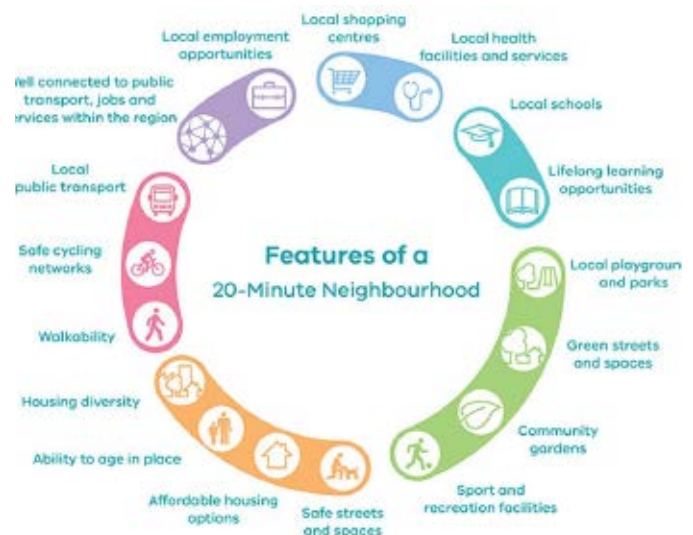 Local shopping
centres
Local health
facilities and services
Local schools
Lifelong learning
opportunities
Local playground
and parks
Green streets
and spaces
Community
gardens
Sport and
recreation facilities
Safe streets
and spaces
Affordable housing
options
Ability to age in place
Housing diversity
Walkability
Safe cycling
networks
Local
public transport
connected to public
transport, jobs and
within the region
Local employment
opportunities
Features of a
20-Minute Neighbourhood